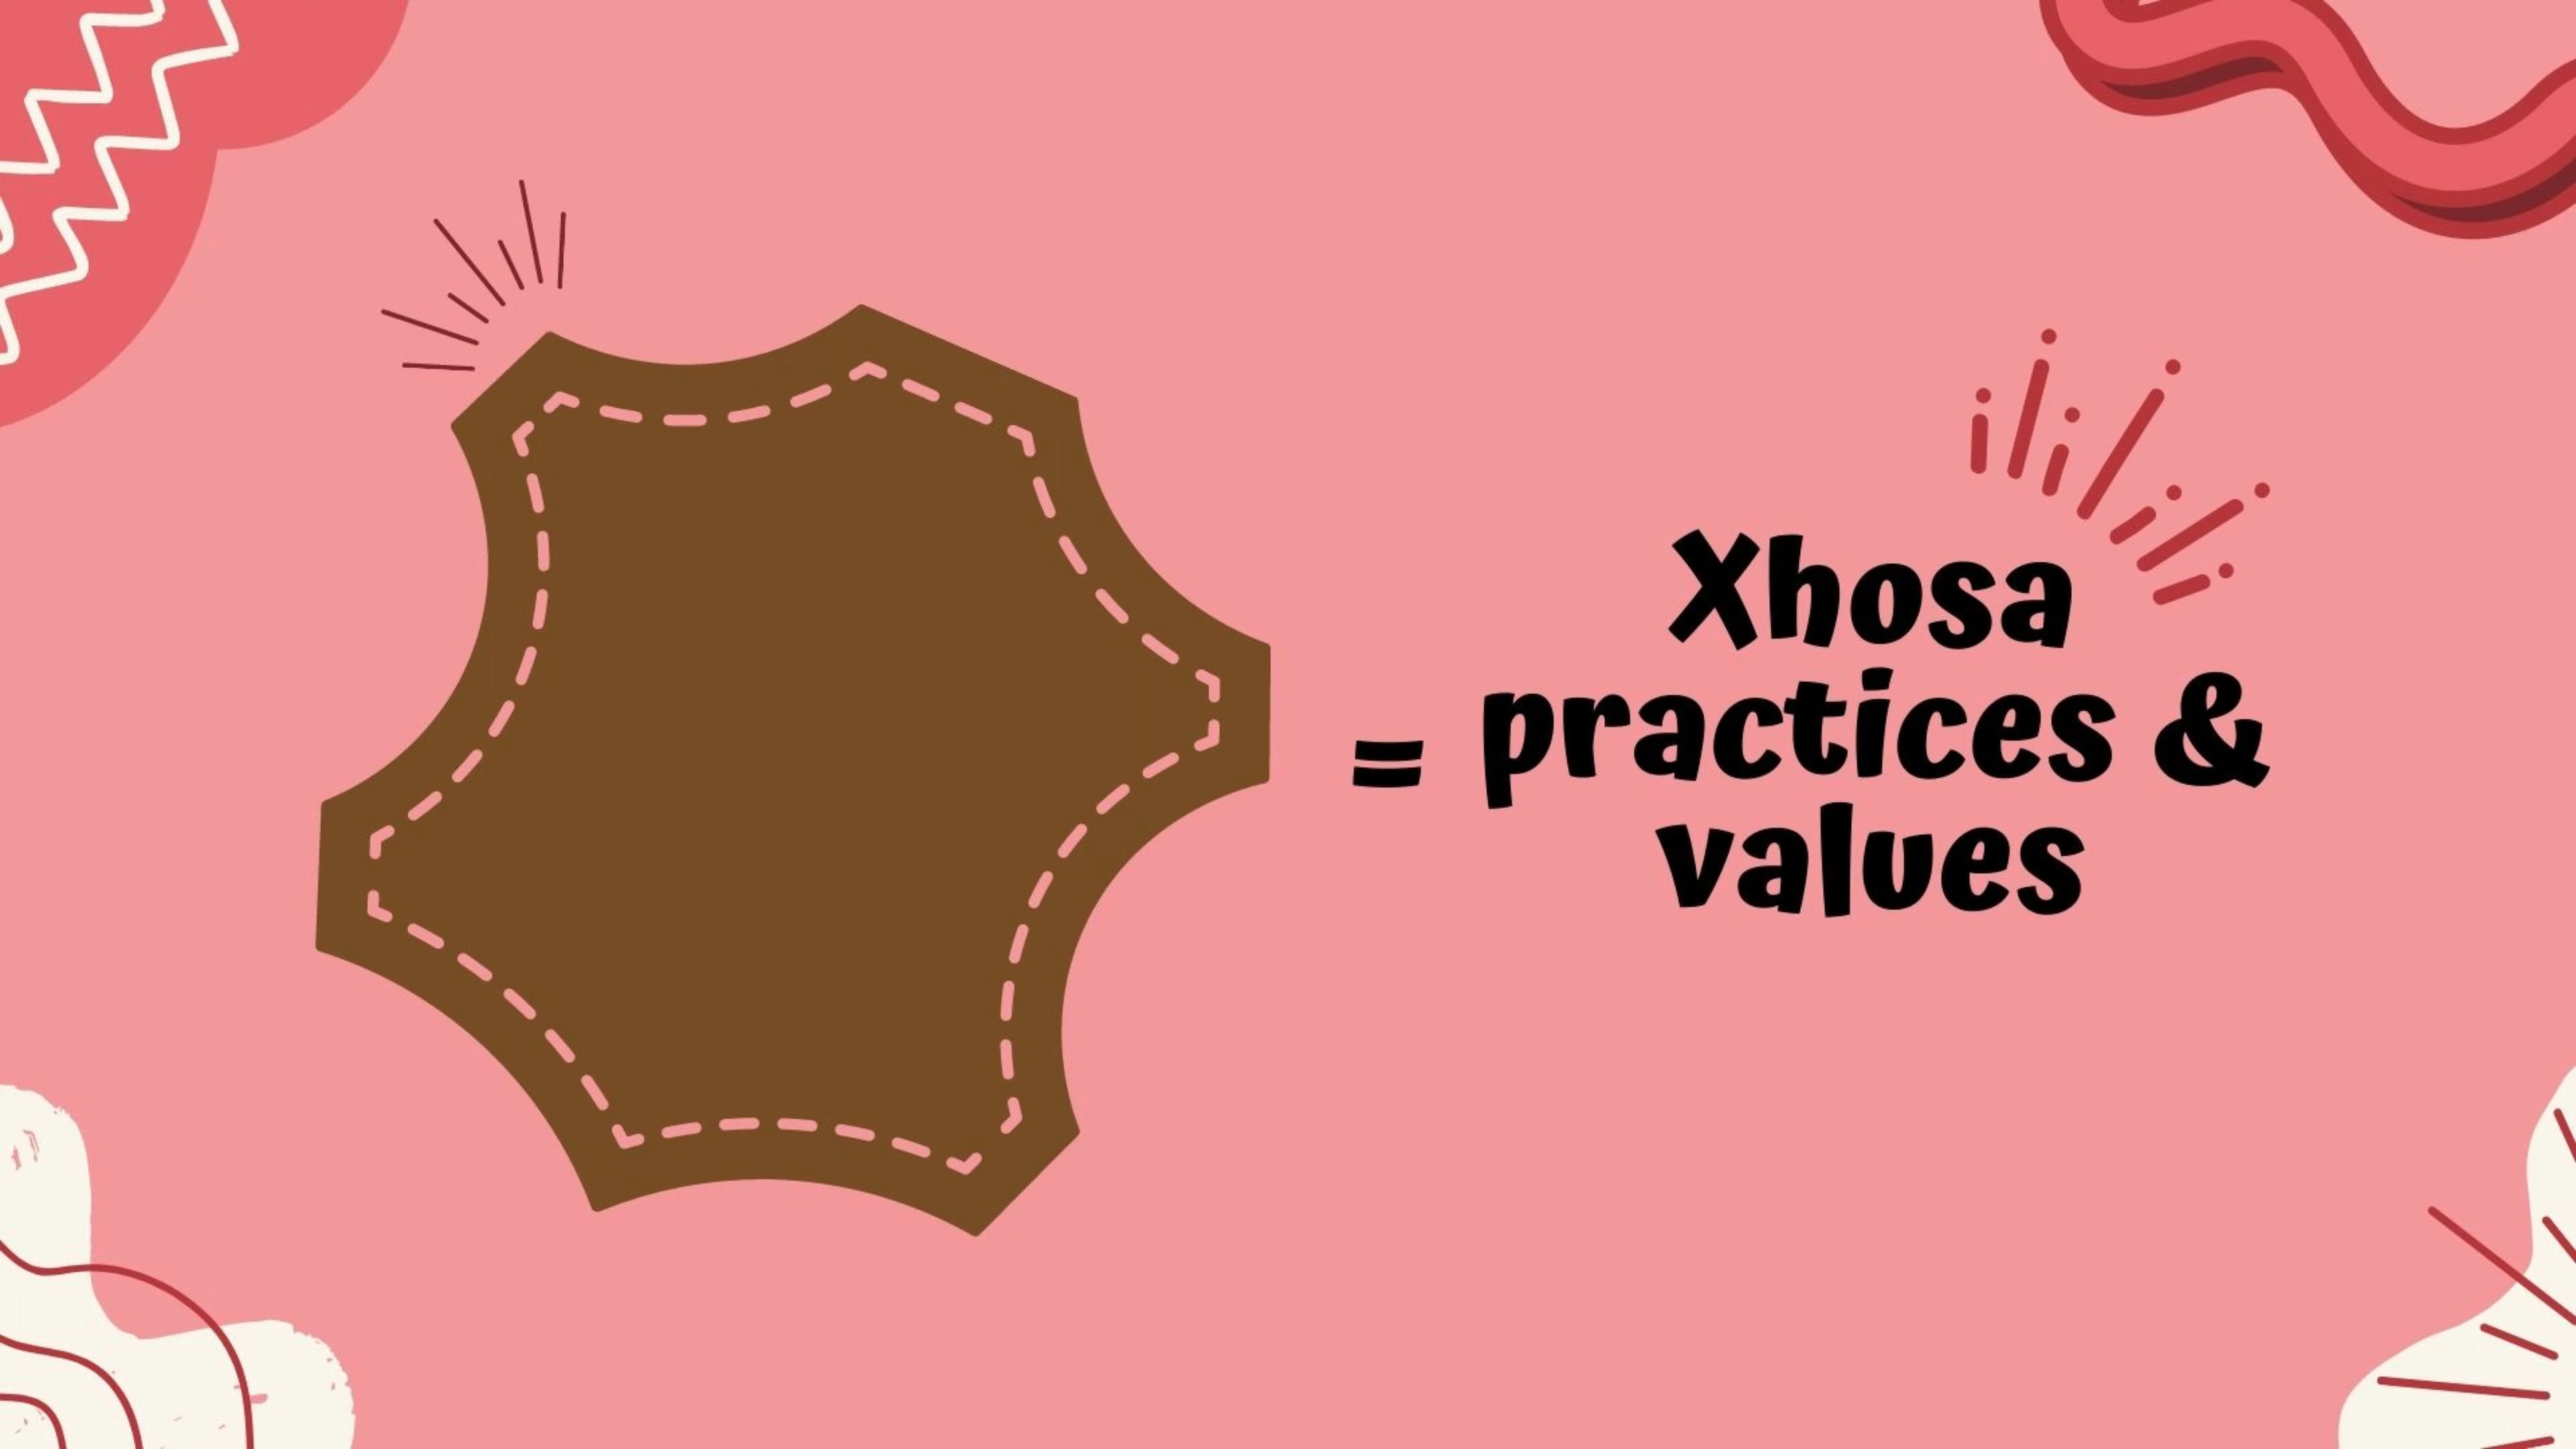 Xhosa
= practices &
values